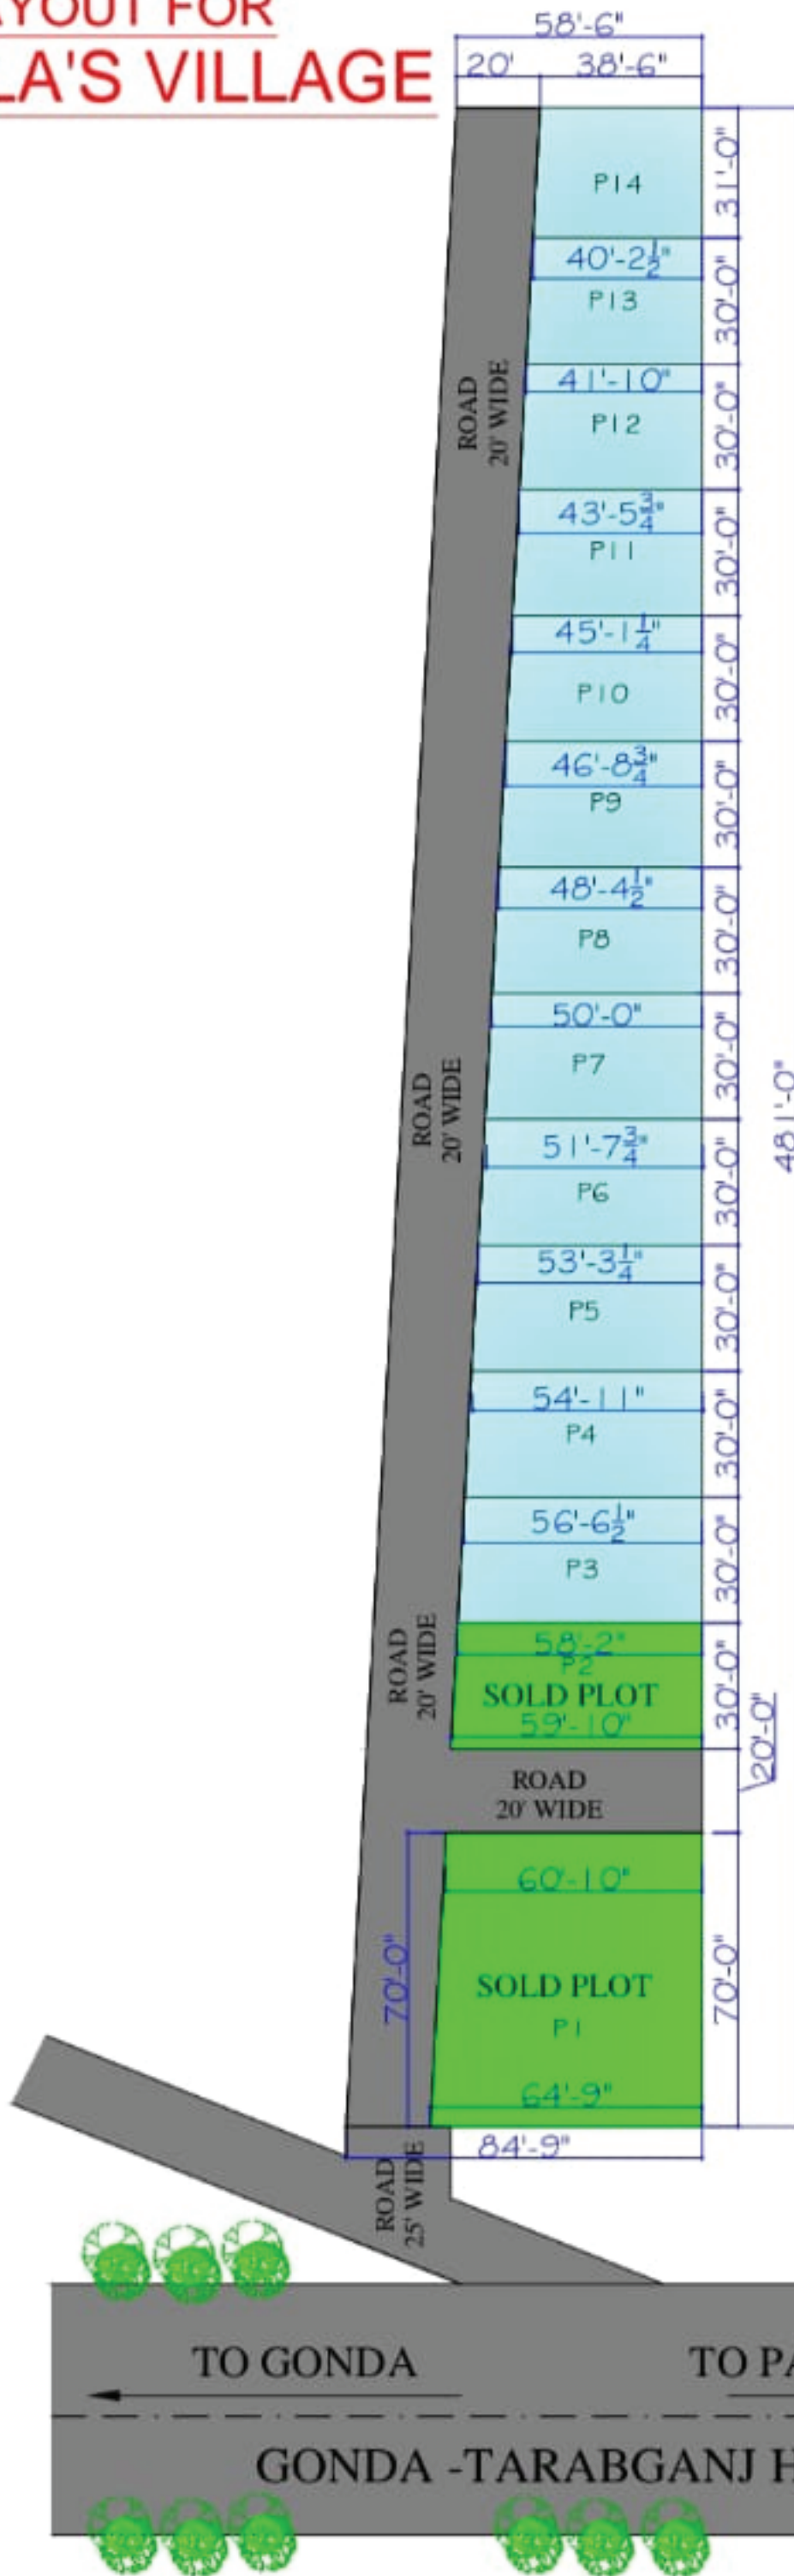 AYOUT FOR
LA'S VILLAGE
58'-6"
20'
38'-6"
P14
31'-0"
40'-2½"
P13
30'-0"
41'-10"
P12
30'-0"
ROAD
20' WIDE
43'-5¾"
P11
30'-0"
45'-1¼"
P10
30'-0"
46'-8¾"
P9
30'-0"
48'-4½"
P8
30'-0"
50'-0"
P7
30'-0"
ROAD
20' WIDE
481'-0"
51'-7¾"
P6
30'-0"
53'-3¼"
P5
30'-0"
54'-11"
P4
30'-0"
56'-6½"
P3
30'-0"
ROAD
20' WIDE
58'-2"
P2
SOLD PLOT
59'-10"
30'-0"
20'-0"
ROAD
20' WIDE
60'-10"
70'-0"
SOLD PLOT
P1
70'-0"
64'-9"
84'-9"
ROAD
25' WIDE
TO GONDA
TO PA
GONDA -TARABGANJ H